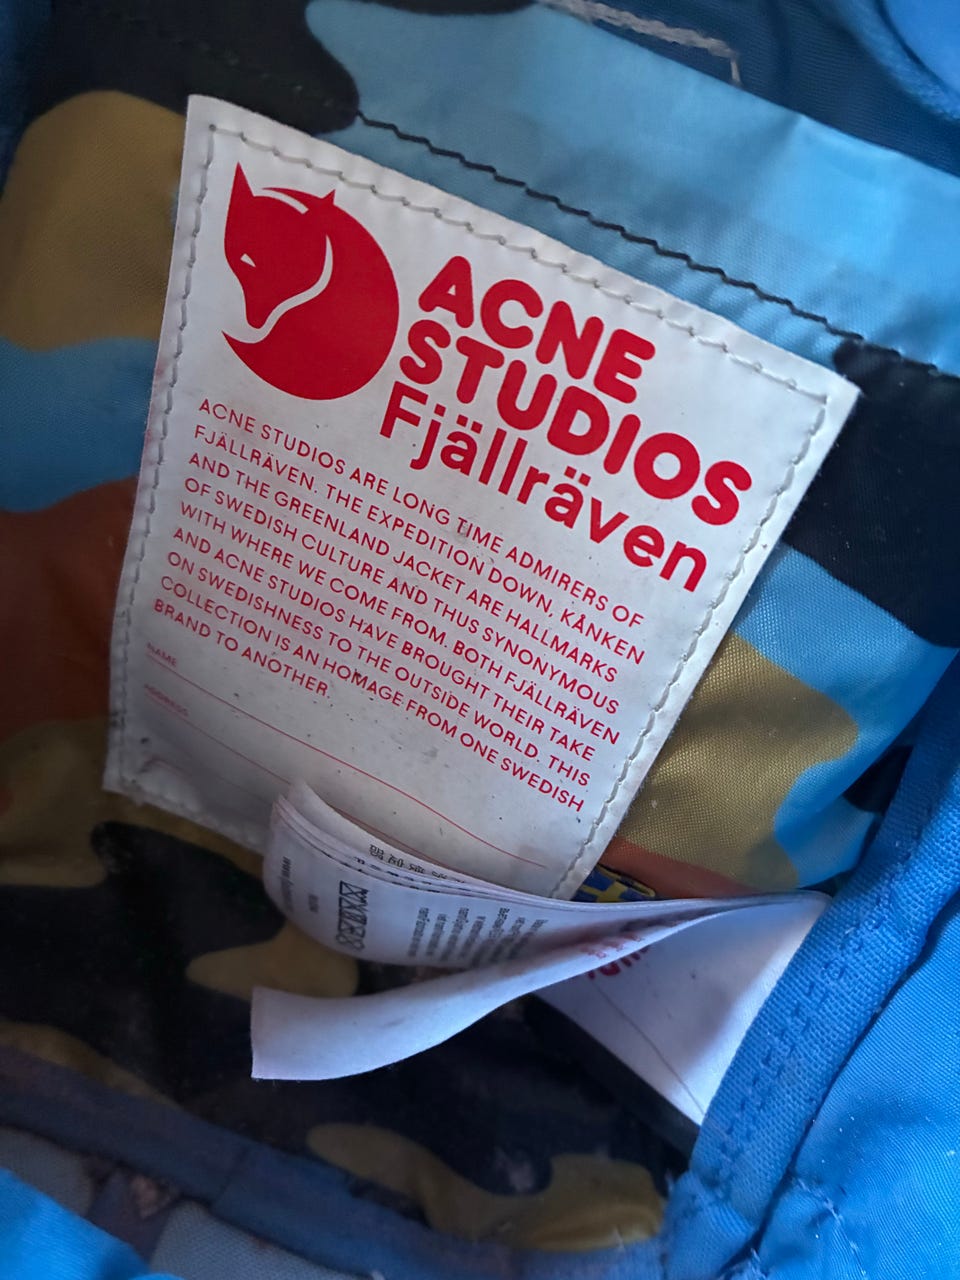 ACNE
STUDIOS
Fjällräven
ACNE STUDIOS ARE LONG TIME ADMIRERS OF
FJÄLLRÄVEN. THE EXPEDITION DOWN, KÅNKEN
AND THE GREENLAND JACKET ARE HALLMARKS
OF SWEDISH CULTURE AND THUS SYNONYMOUS
WITH WHERE WE COME FROM. BOTH FJÄLLRÄVEN
AND ACNE STUDIOS HAVE BROUGHT THEIR TAKE
ON SWEDISHNESS TO THE OUTSIDE WORLD. THIS
COLLECTION IS AN HOMAGE FROM ONE SWEDISH
BRAND TO ANOTHER.
NAME
ADDRESS